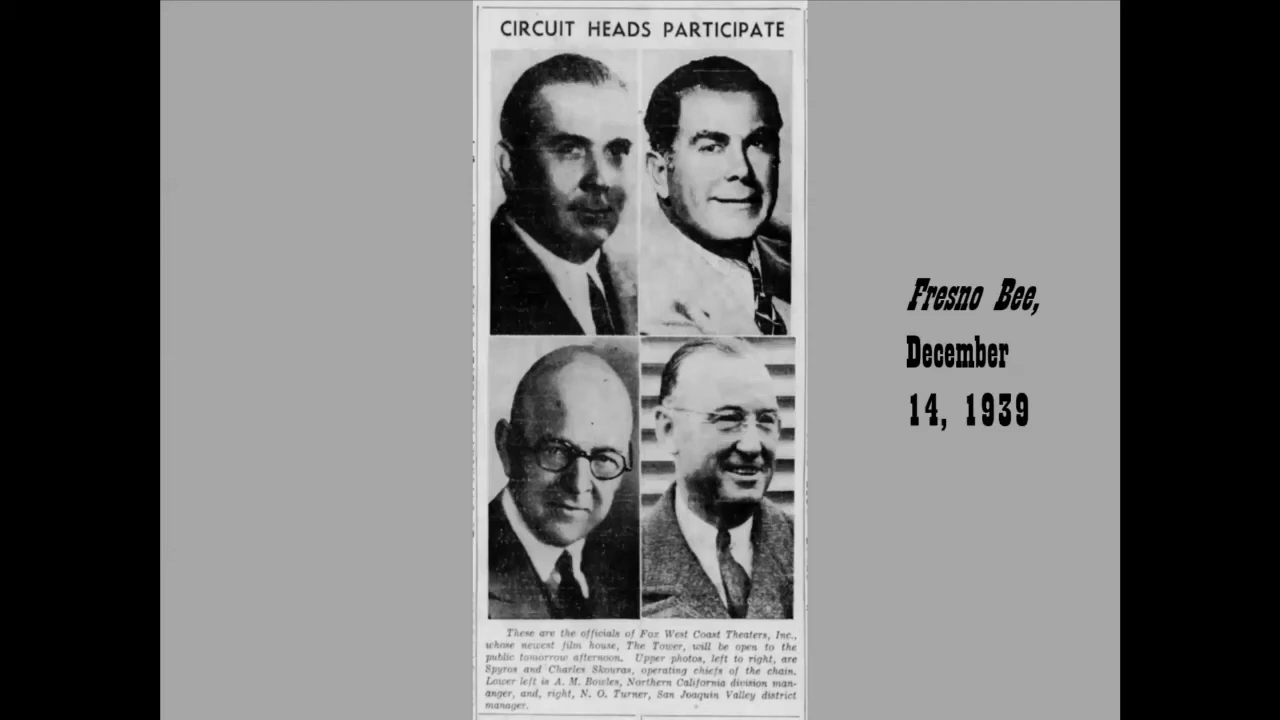 CIRCUIT HEADS PARTICIPATE
Fresno Bee,
December
14, 1939
These are the officials of Fox West Coast Theaters, Inc.,
whose newest film house, The Tower, will be open to the
public tomorrow afternoon. Upper photos, left to right, are
Spyros and Charles Skouras, operating chiefs of the chain.
Lower left is A. M. Bowles, Northern California division man-
anger, and, right, N. O. Turner, San Joaquin Valley district
manager.